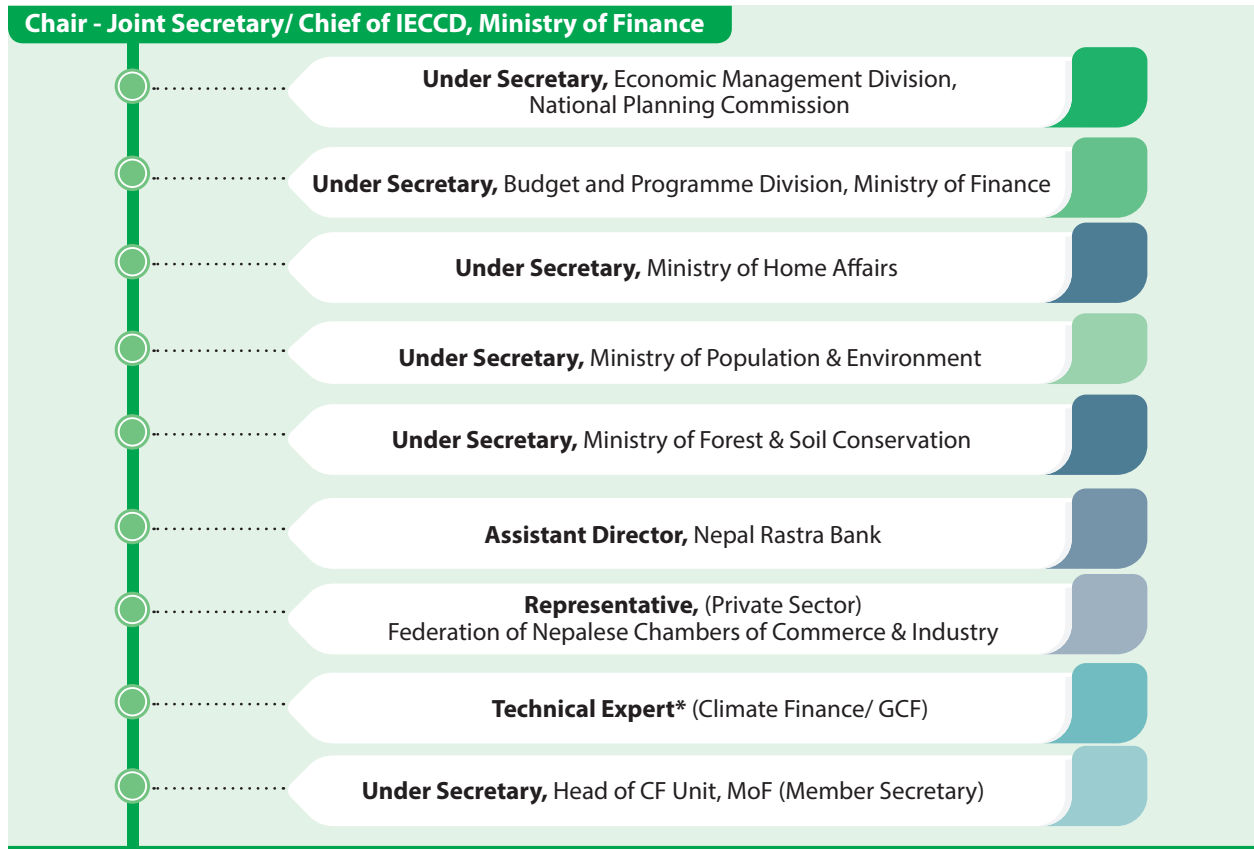 Chair - Joint Secretary/ Chief of IECCD, Ministry of Finance
Under Secretary, Economic Management Division,
National Planning Commission
Under Secretary, Budget and Programme Division, Ministry of Finance
Under Secretary, Ministry of Home Affairs
Under Secretary, Ministry of Population & Environment
Under Secretary, Ministry of Forest & Soil Conservation
Assistant Director, Nepal Rastra Bank
Representative, (Private Sector)
Federation of Nepalese Chambers of Commerce & Industry
Technical Expert* (Climate Finance/ GCF)
Under Secretary, Head of CF Unit, MoF (Member Secretary)